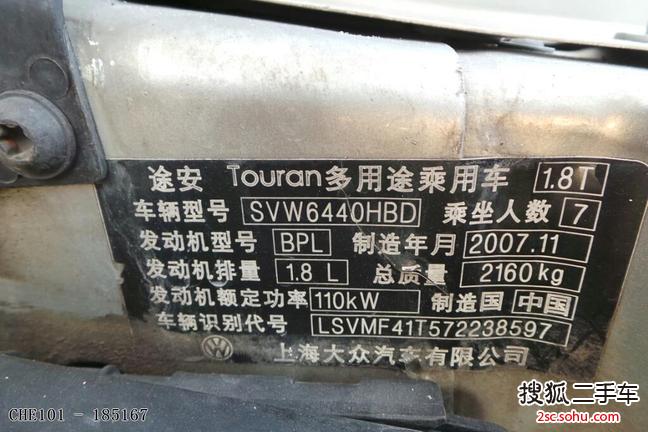 途安 Touran多用途乘用车 1.8T
车辆型号 SVW6440HBD 乘坐人数 7
发动机型号 BPL 制造年月 2007.11
发动机排量 1.8 L 总质量 2160kg
发动机额定功率 110kW 制造国 中国
车辆识别代号 LSVMF41T572238597
上海大众汽车有限公司
CHE101 - 185167
搜狐二手车
2sc.sohu.com